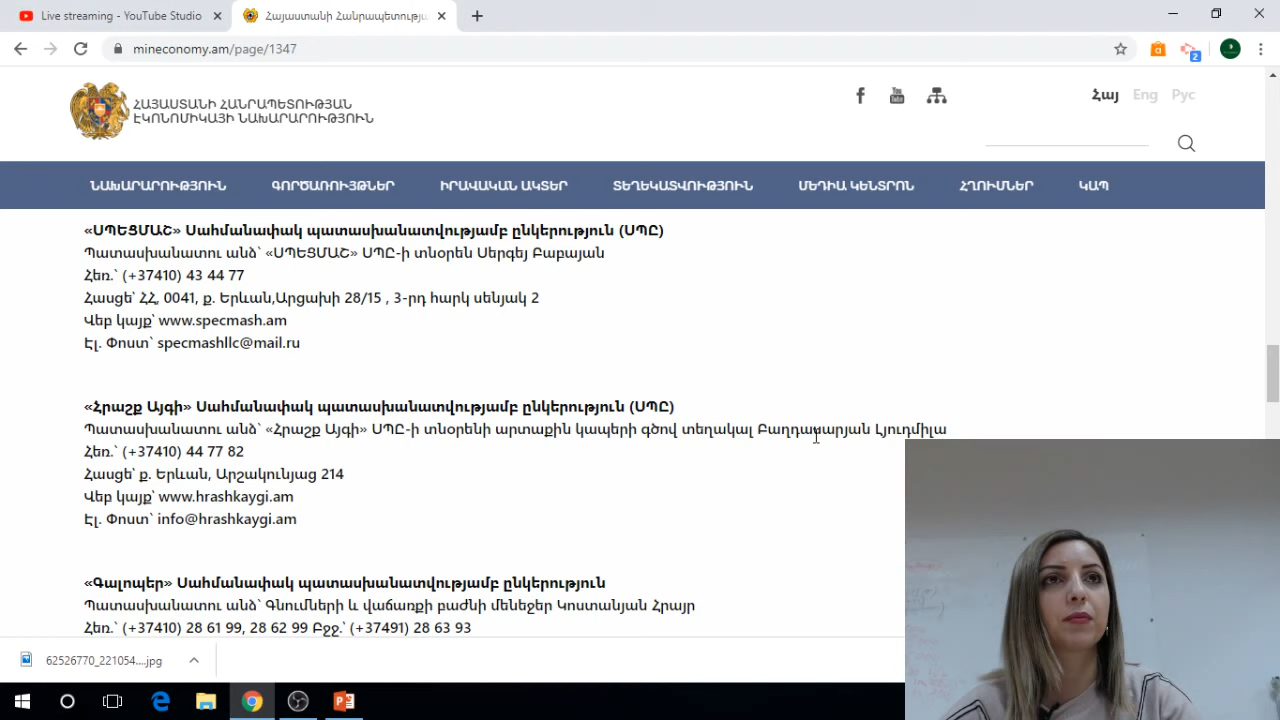 Live streaming - YouTube Studio
Հայաստանի Հանրապետությա
mineconomy.am/page/1347
2
ՀԱՅԱՍՏԱՆԻ ՀԱՆՐԱՊԵՏՈՒԹՅԱՆ
ԷԿՈՆՈՄԻԿԱՅԻ ՆԱԽԱՐԱՐՈՒԹՅՈՒՆ
Հայ Eng Рус
ՆԱԽԱՐԱՐՈՒԹՅՈՒՆ ԳՈՐԾԱՌՈՒՅԹՆԵՐ ԻՐԱՎԱԿԱՆ ԱԿՏԵՐ ՏԵՂԵԿԱՏՎՈՒԹՅՈՒՆ ՄԵԴԻԱ ԿԵՆՏՐՈՆ ՀՂՈՒՄՆԵՐ ԿԱՊ
«ՍՊԵՑՄԱՇ» Սահմանափակ պատասխանատվությամբ ընկերություն (ՍՊԸ)
Պատասխանատու անձ՝ «ՍՊԵՑՄԱՇ» ՍՊԸ-ի տնօրեն Սերգեյ Բաբայան
Հեռ.՝ (+37410) 43 44 77
Հասցե՝ ՀՀ, 0041, ք. Երևան,Արցախի 28/15 , 3-րդ հարկ սենյակ 2
Վեբ կայք՝ www.specmash.am
Էլ. Փոստ՝ specmashllc@mail.ru
«Հրաշք Այգի» Սահմանափակ պատասխանատվությամբ ընկերություն (ՍՊԸ)
Պատասխանատու անձ՝ «Հրաշք Այգի» ՍՊԸ-ի տնօրենի արտաքին կապերի գծով տեղակալ Բաղդասարյան Լյուդմիլա
Հեռ.՝ (+37410) 44 77 82
Հասցե՝ ք. Երևան, Արշակունյաց 214
Վեբ կայք՝ www.hrashkaygi.am
Էլ. Փոստ՝ info@hrashkaygi.am
«Գալոպեր» Սահմանափակ պատասխանատվությամբ ընկերություն
Պատասխանատու անձ՝ Գնումների և վաճառքի բաժնի մենեջեր Կոստանյան Հրայր
Հեռ.՝ (+37410) 28 61 99, 28 62 99 Բջջ.՝ (+37491) 28 63 93
62526770_221054....jpg